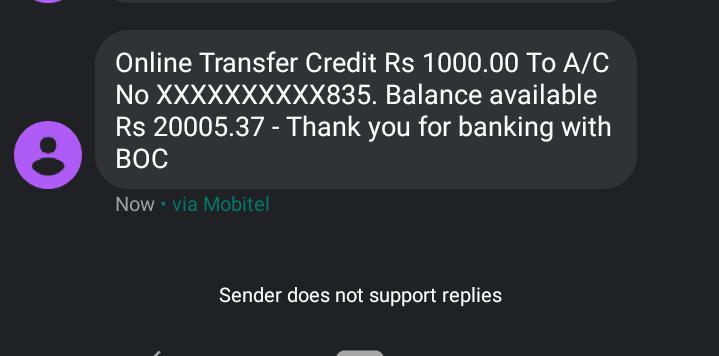 Online Transfer Credit Rs 1000.00 To A/C
No XXXXXXXXXX835. Balance available
Rs 20005.37 - Thank you for banking with
BOC
Now • via Mobitel
Sender does not support replies